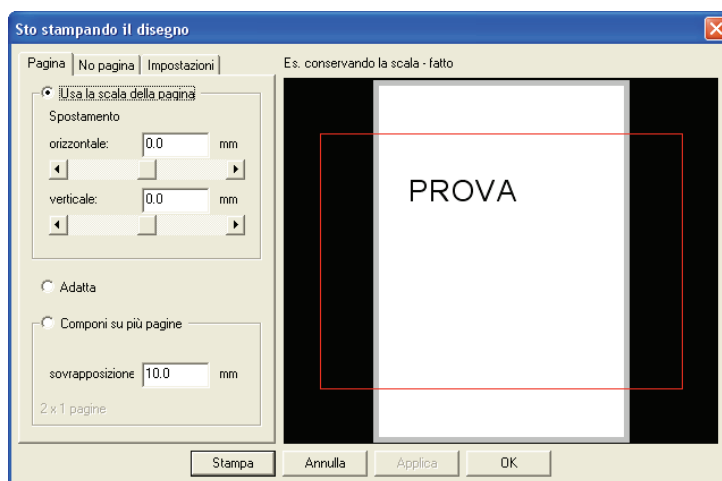 Sto stampando il disegno
Pagina No pagina Impostazioni
Es. conservando la scala - fatto
Usa la scala della pagina
Spostamento
orizzontale: 0.0 mm
verticale: 0.0 mm
PROVA
Adatta
Componi su più pagine
sovrapposizione 10.0 mm
2 x 1 pagine
Stampa Annulla Applica OK